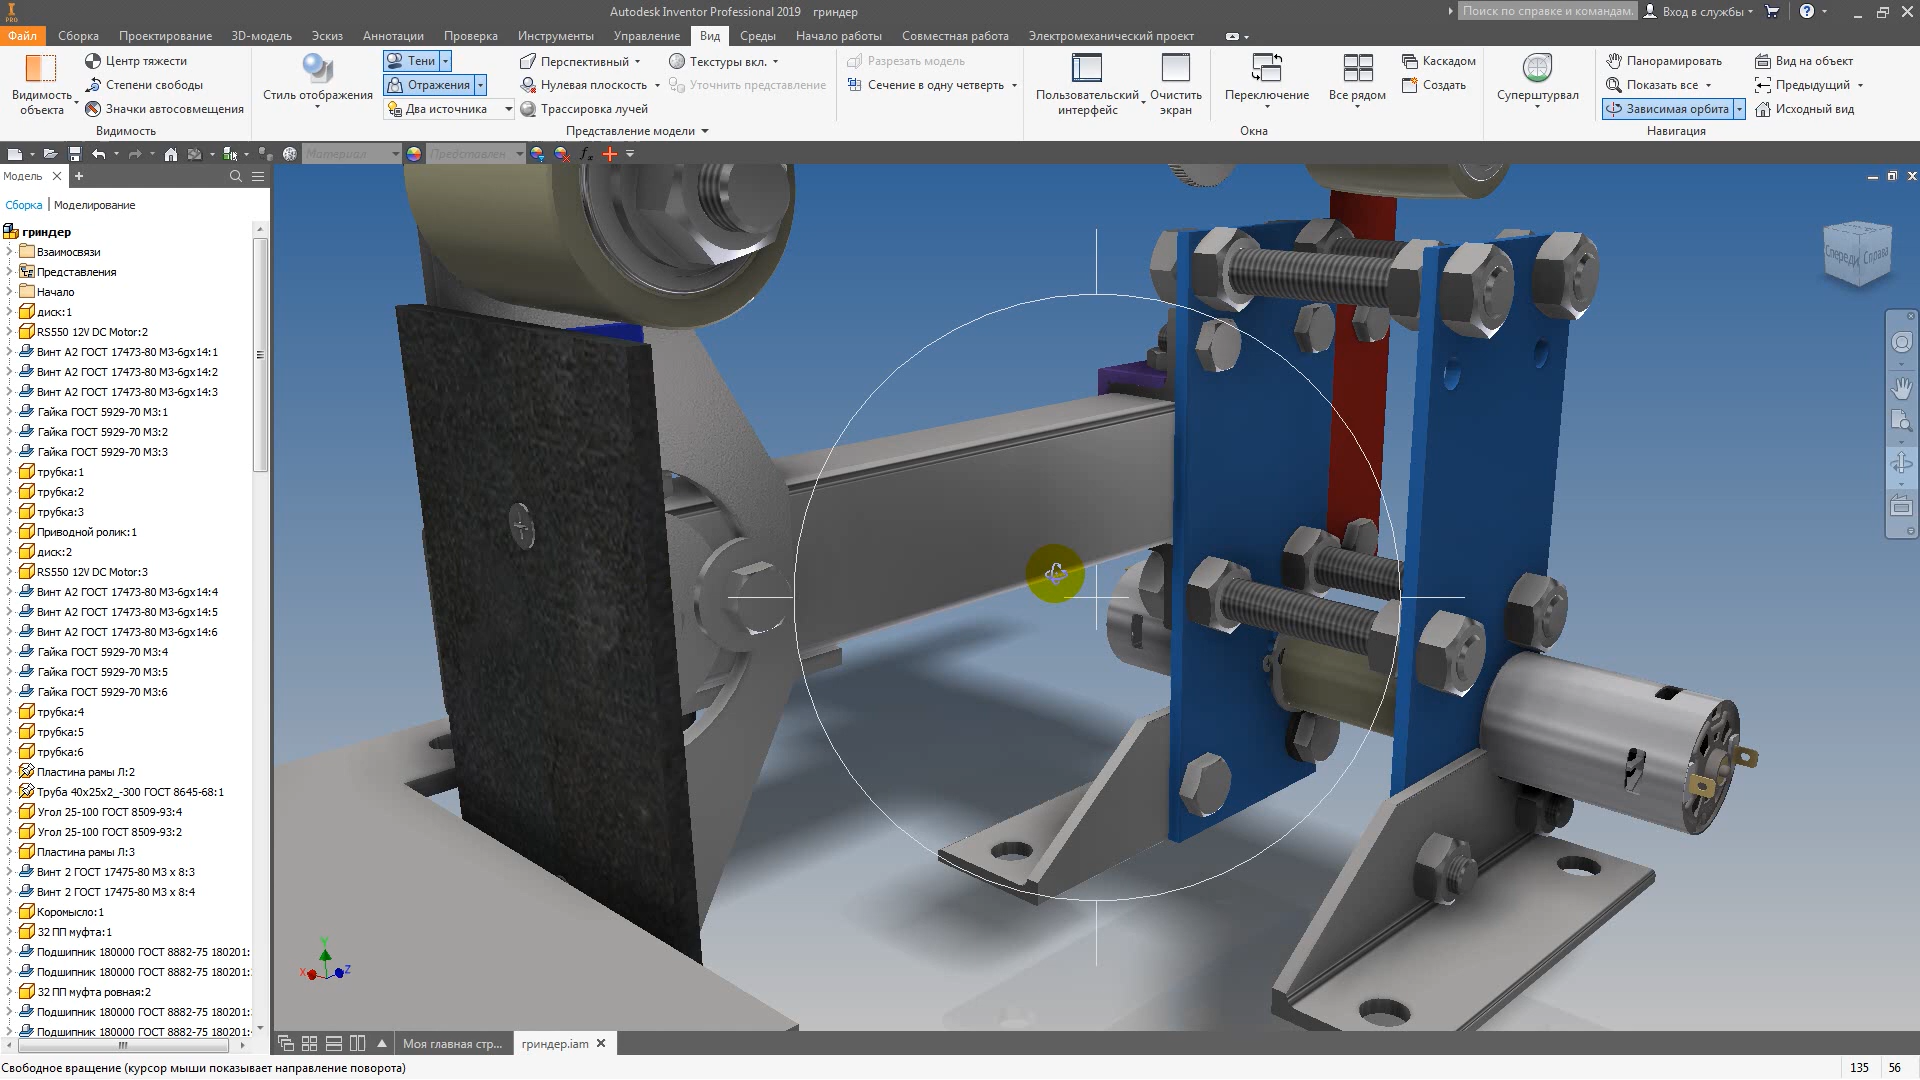 Autodesk Inventor Professional 2019 гриндер
Поиск по справке и командам.
Вход в службы
PRO
Файл Сборка Проектирование 3D-модель Эскиз Аннотации Проверка Инструменты Управление Вид Среды Начало работы Совместная работа Электромеханический проект
Видимость объекта
Центр тяжести
Степени свободы
Значки автосовмещения
Видимость
Стиль отображения
Тени
Отражения
Два источника
Перспективный
Нулевая плоскость
Трассировка лучей
Текстуры вкл.
Уточнить представление
Представление модели
Разрезать модель
Сечение в одну четверть
Пользовательский интерфейс
Очистить экран
Переключение
Все рядом
Каскадом
Создать
Окна
Суперштурвал
Панорамировать
Показать все
Зависимая орбита
Вид на объект
Предыдущий
Исходный вид
Навигация
Материал
Представлен
Модель
Сборка | Моделирование
гриндер
Взаимосвязи
Представления
Начало
диск:1
RS550 12V DC Motor:2
Винт А2 ГОСТ 17473-80 М3-6gx14:1
Винт А2 ГОСТ 17473-80 М3-6gx14:2
Винт А2 ГОСТ 17473-80 М3-6gx14:3
Гайка ГОСТ 5929-70 М3:1
Гайка ГОСТ 5929-70 М3:2
Гайка ГОСТ 5929-70 М3:3
трубка:1
трубка:2
трубка:3
Приводной ролик:1
диск:2
RS550 12V DC Motor:3
Винт А2 ГОСТ 17473-80 М3-6gx14:4
Винт А2 ГОСТ 17473-80 М3-6gx14:5
Винт А2 ГОСТ 17473-80 М3-6gx14:6
Гайка ГОСТ 5929-70 М3:4
Гайка ГОСТ 5929-70 М3:5
Гайка ГОСТ 5929-70 М3:6
трубка:4
трубка:5
трубка:6
Пластина рамы Л:2
Труба 40x25x2_-300 ГОСТ 8645-68:1
Угол 25-100 ГОСТ 8509-93:4
Угол 25-100 ГОСТ 8509-93:2
Пластина рамы Л:3
Винт 2 ГОСТ 17475-80 М3 x 8:3
Винт 2 ГОСТ 17475-80 М3 x 8:4
Коромысло:1
32 ПП муфта:1
Подшипник 180000 ГОСТ 8882-75 180201:
Подшипник 180000 ГОСТ 8882-75 180201:
32 ПП муфта ровная:2
Подшипник 180000 ГОСТ 8882-75 180201:
Подшипник 180000 ГОСТ 8882-75 180201:
Спереди
Справа
Y
X
Z
Моя главная стр...
гриндер.iam
Свободное вращение (курсор мыши показывает направление поворота)
135 56